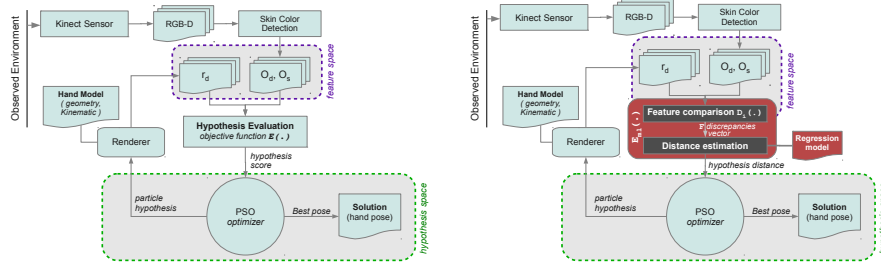 Observed Environment
Kinect Sensor
RGB-D
Skin Color
Detection
r_d
O_d, O_s
feature space
Hand Model
( geometry,
Kinematic )
Renderer
Hypothesis Evaluation
objective function E(.)
hypothesis
score
particle
hypothesis
PSO
optimizer
Best pose
Solution
(hand pose)
hypothesis space
Observed Environment
Kinect Sensor
RGB-D
Skin Color
Detection
r_d
O_d, O_s
feature space
Hand Model
( geometry,
Kinematic )
Renderer
Feature comparison D_i(.)
F discrepancies
vector
Distance estimation
Regression
model
hypothesis distance
particle
hypothesis
PSO
optimizer
Best pose
Solution
(hand pose)